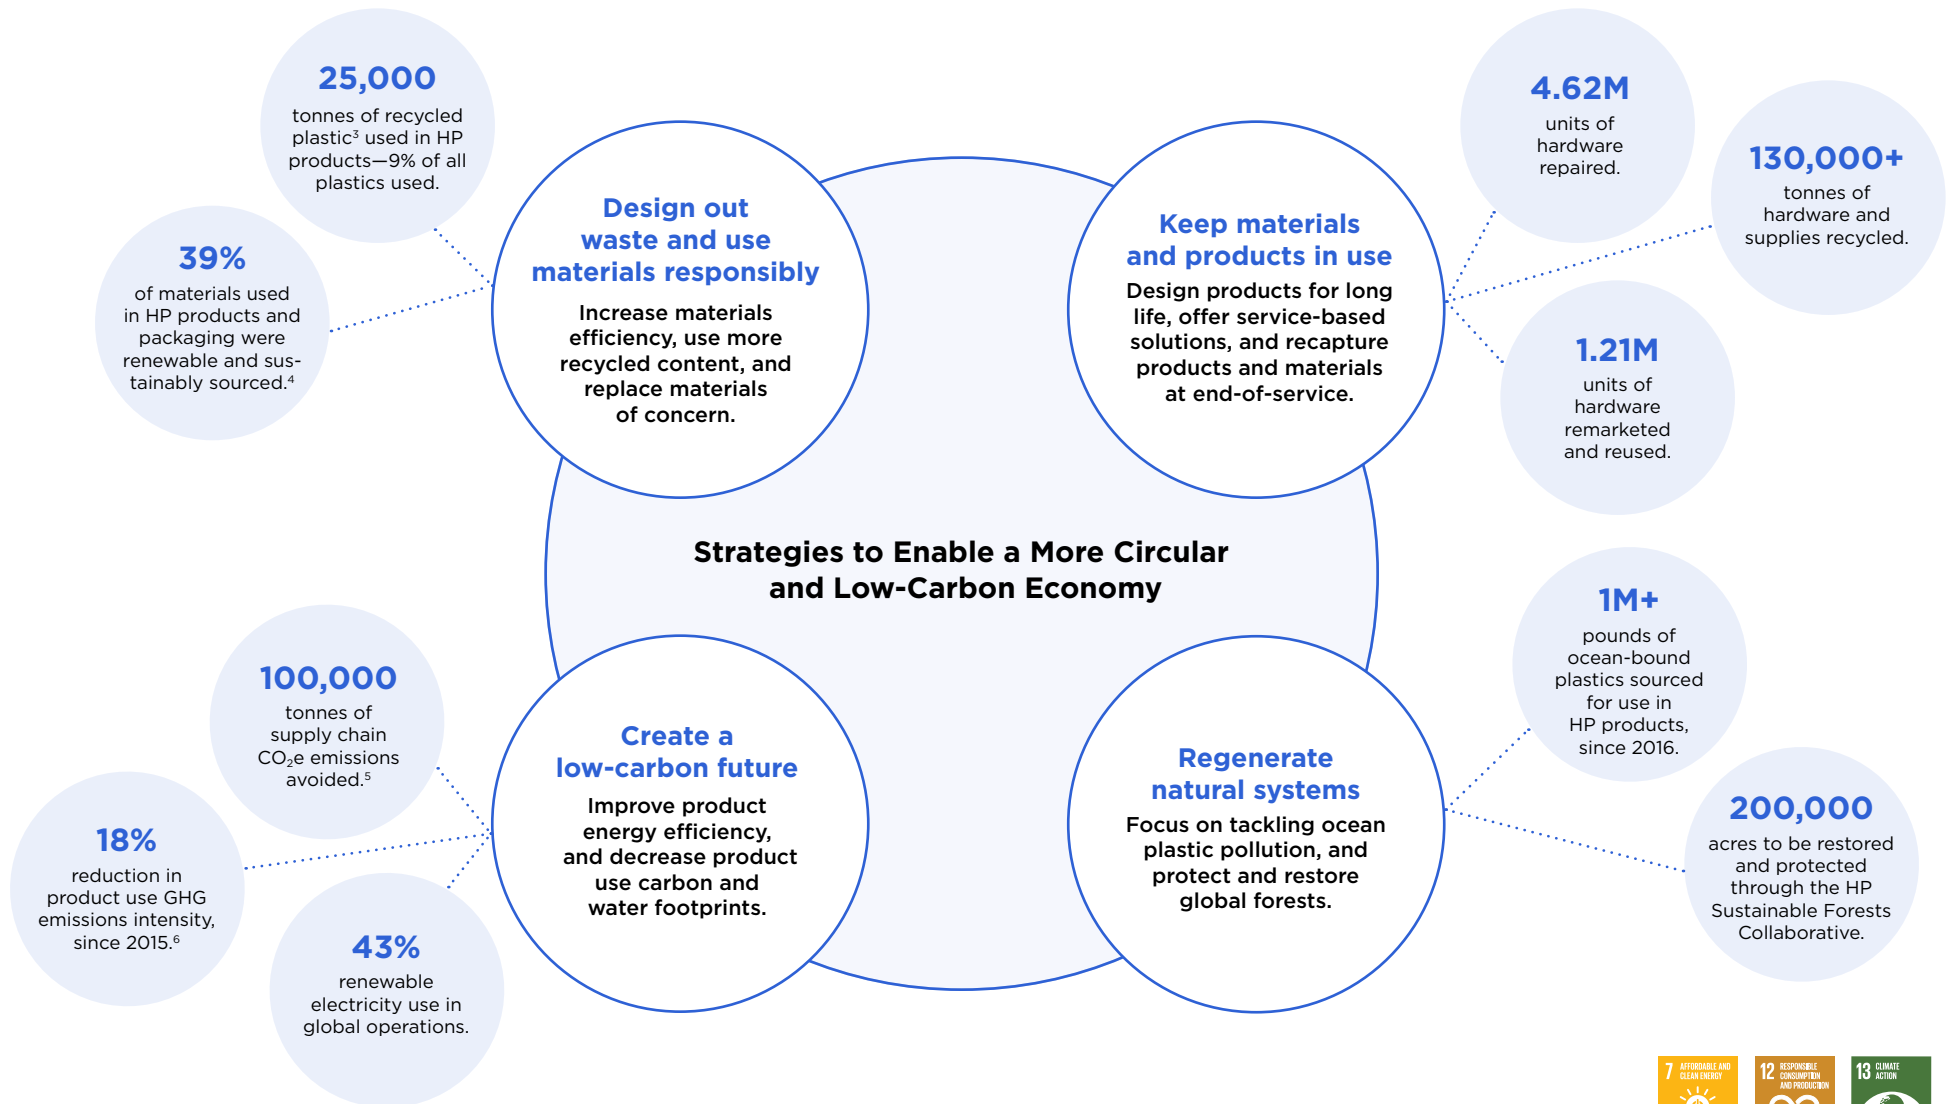 25,000
tonnes of recycled
plastic³ used in HP
products—9% of all
plastics used.
39%
of materials used
in HP products and
packaging were
renewable and sus-
tainably sourced.⁴
Design out
waste and use
materials responsibly
Increase materials
efficiency, use more
recycled content, and
replace materials
of concern.
Keep materials
and products in use
Design products for long
life, offer service-based
solutions, and recapture
products and materials
at end-of-service.
4.62M
units of
hardware
repaired.
130,000+
tonnes of
hardware and
supplies recycled.
1.21M
units of
hardware
remarketed
and reused.
Strategies to Enable a More Circular
and Low-Carbon Economy
100,000
tonnes of
supply chain
CO₂e emissions
avoided.⁵
18%
reduction in
product use GHG
emissions intensity,
since 2015.⁶
43%
renewable
electricity use in
global operations.
Create a
low-carbon future
Improve product
energy efficiency,
and decrease product
use carbon and
water footprints.
Regenerate
natural systems
Focus on tackling ocean
plastic pollution, and
protect and restore
global forests.
1M+
pounds of
ocean-bound
plastics sourced
for use in
HP products,
since 2016.
200,000
acres to be restored
and protected
through the HP
Sustainable Forests
Collaborative.
7 AFFORDABLE AND
CLEAN ENERGY
12 RESPONSIBLE
CONSUMPTION
AND PRODUCTION
13 CLIMATE
ACTION